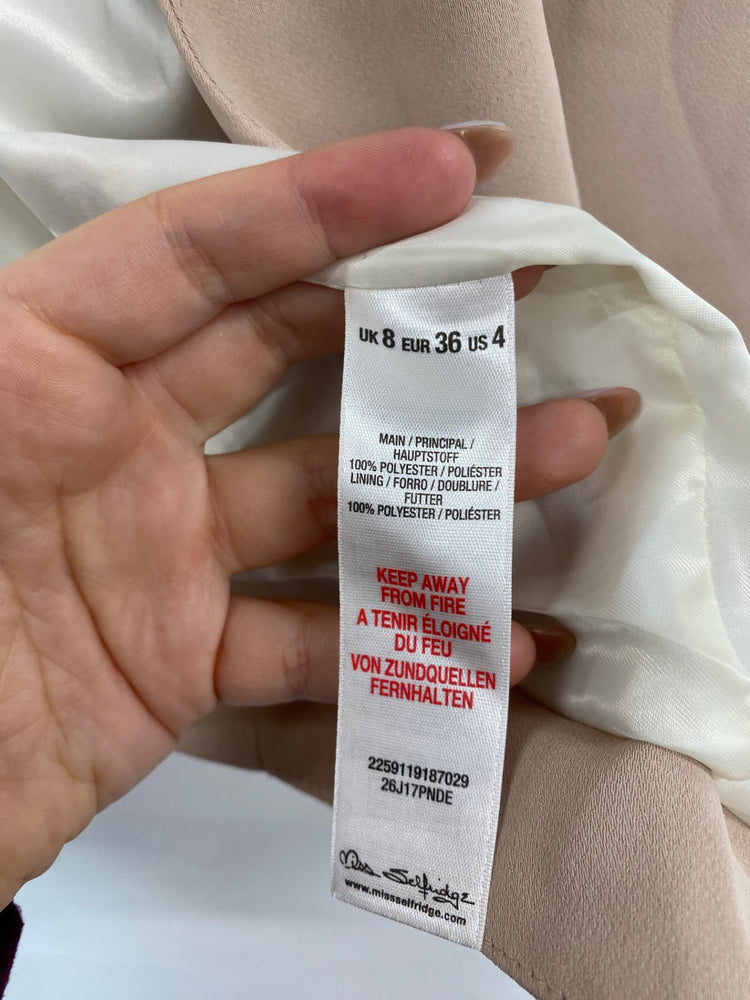 UK 8 EUR 36 US 4
MAIN / PRINCIPAL /
HAUPTSTOFF
100% POLYESTER / POLIÉSTER
LINING / FORRO / DOUBLURE /
FUTTER
100% POLYESTER / POLIÉSTER
KEEP AWAY
FROM FIRE
A TENIR ÉLOIGNÉ
DU FEU
VON ZUNDQUELLEN
FERNHALTEN
2259119187029
26J17PNDE
Miss Selfridge
www.missselfridge.com